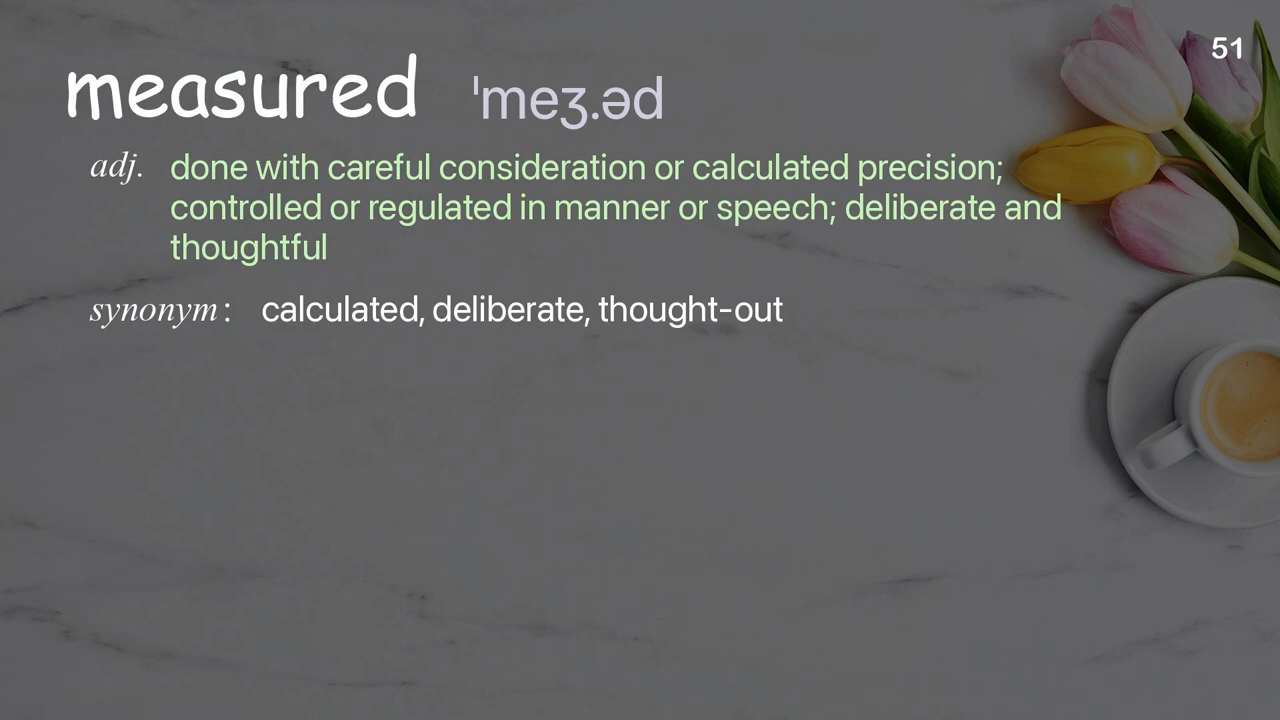 51
measured ˈmeʒ.əd
adj. done with careful consideration or calculated precision;
controlled or regulated in manner or speech; deliberate and
thoughtful
synonym: calculated, deliberate, thought-out